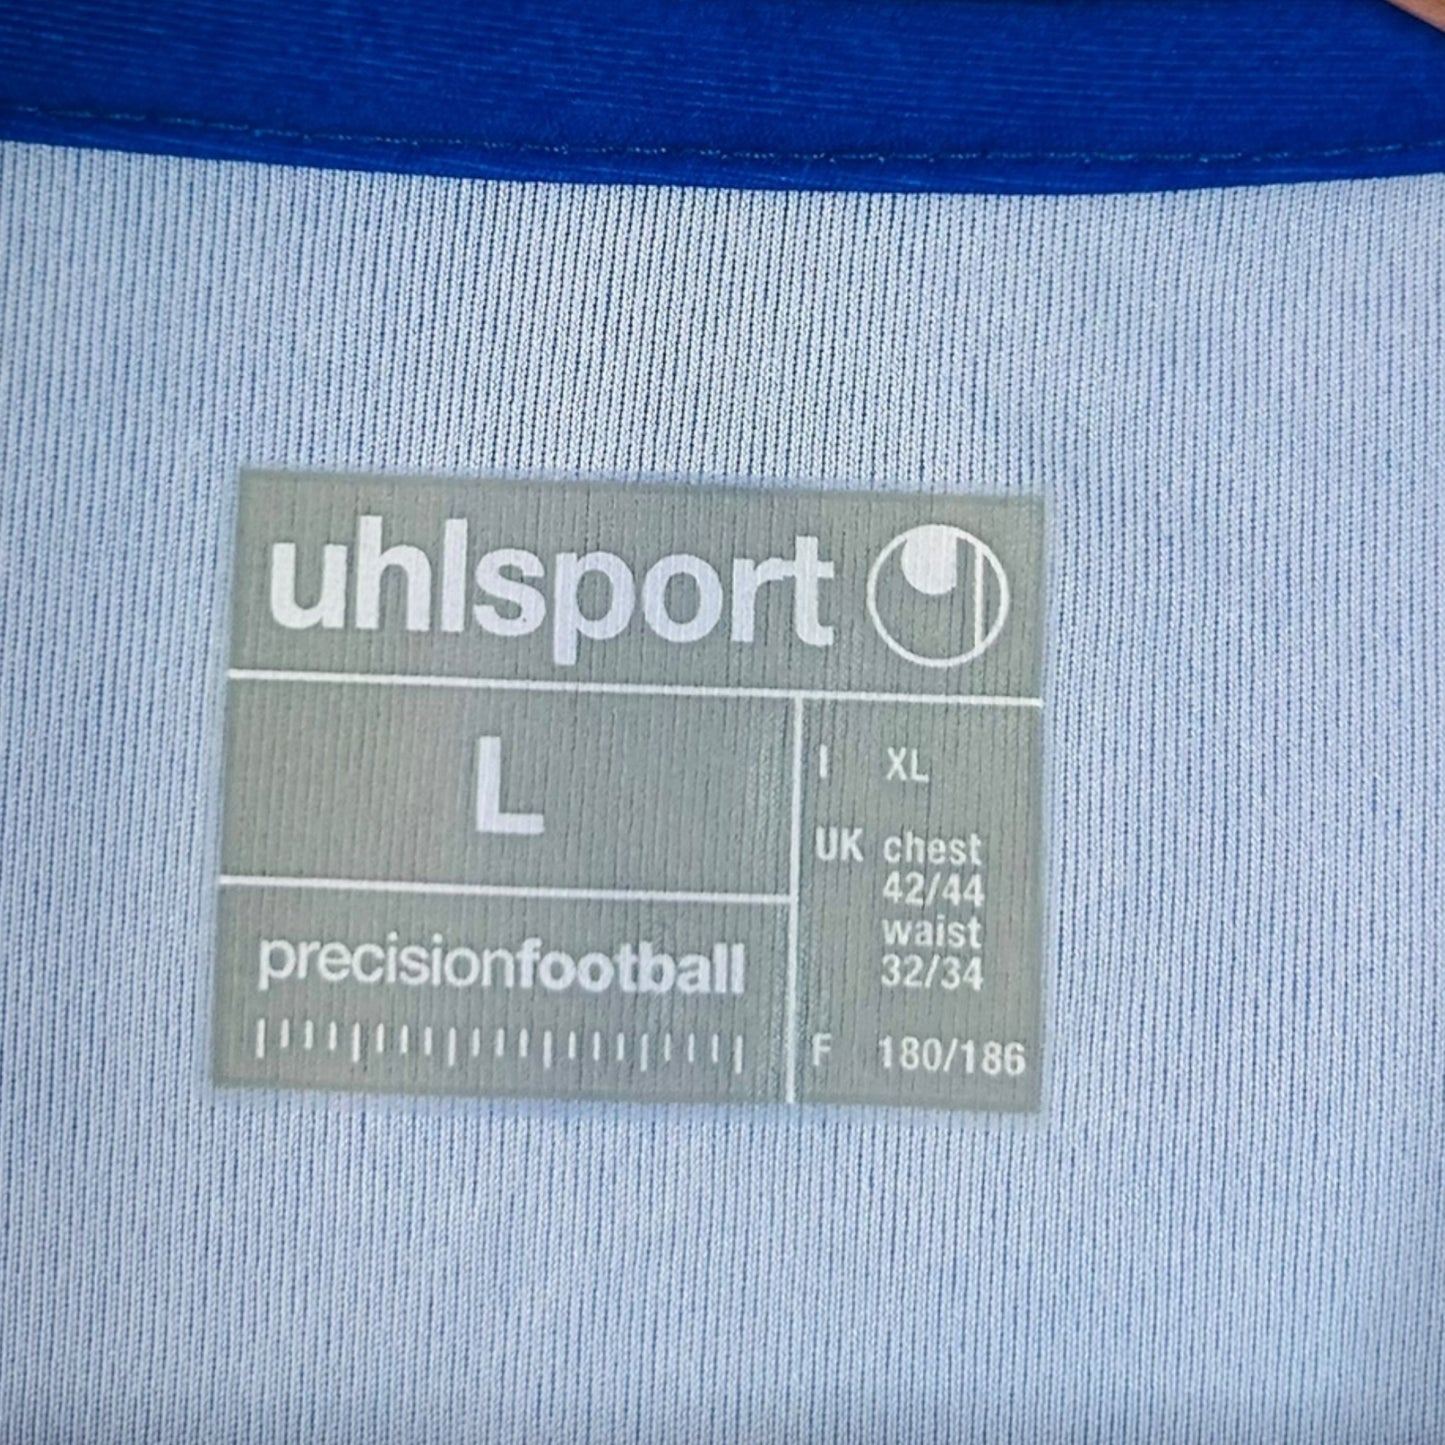 uhlsport
L
precisionfootball
I XL
UK chest
42/44
waist
32/34
F 180/186